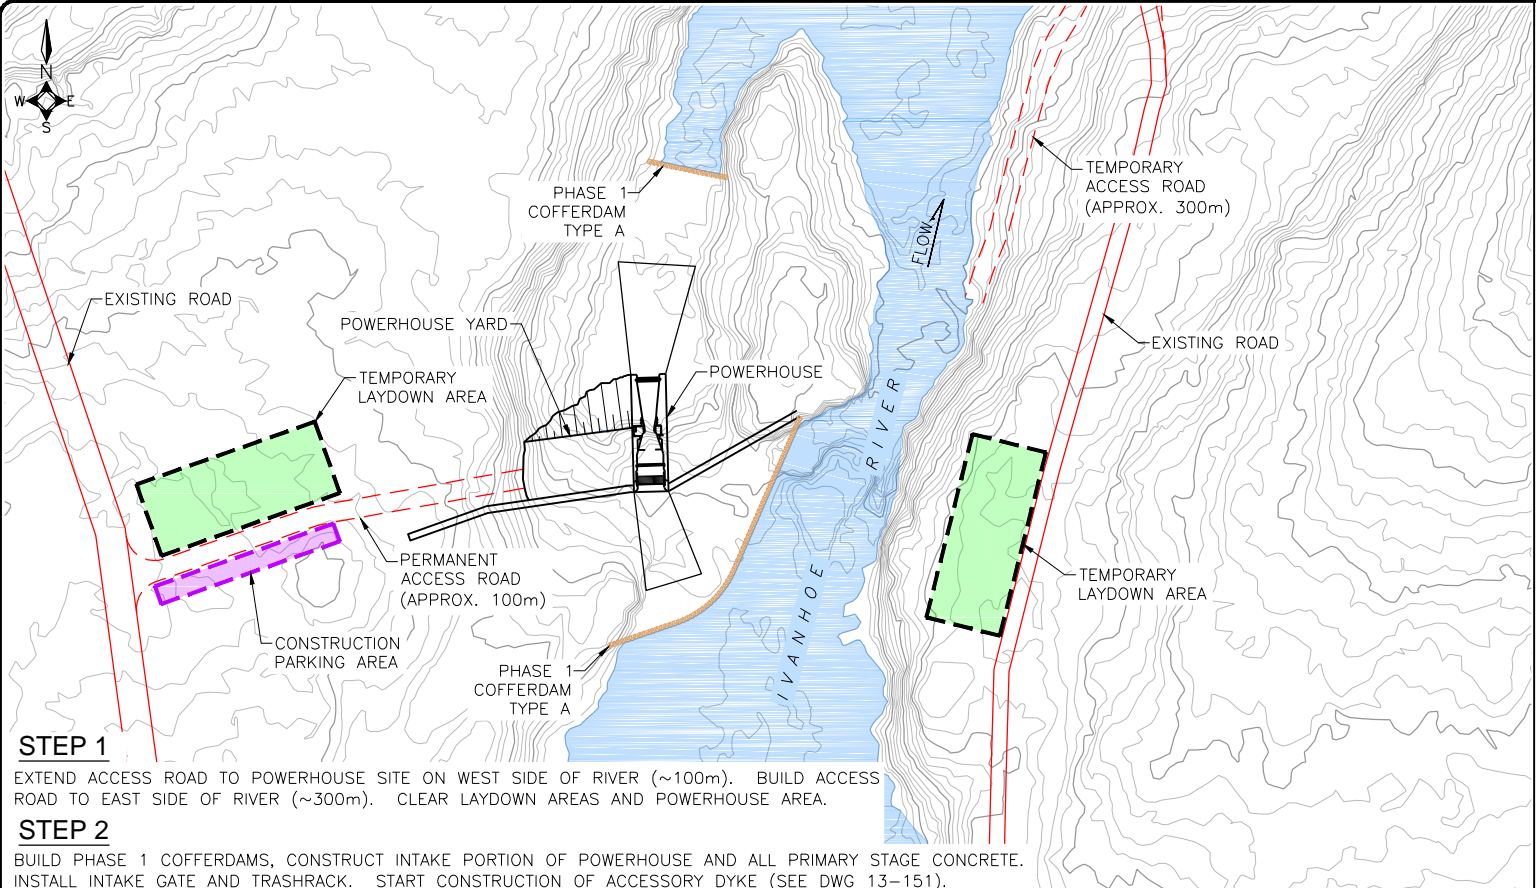 N
W E
S
PHASE 1
COFFERDAM
TYPE A
TEMPORARY
ACCESS ROAD
(APPROX. 300m)
FLOW
EXISTING ROAD
POWERHOUSE YARD
EXISTING ROAD
POWERHOUSE
TEMPORARY
LAYDOWN AREA
IVANHOE RIVER
PERMANENT
ACCESS ROAD
(APPROX. 100m)
TEMPORARY
LAYDOWN AREA
CONSTRUCTION
PARKING AREA
PHASE 1
COFFERDAM
TYPE A
STEP 1
EXTEND ACCESS ROAD TO POWERHOUSE SITE ON WEST SIDE OF RIVER (~100m). BUILD ACCESS
ROAD TO EAST SIDE OF RIVER (~300m). CLEAR LAYDOWN AREAS AND POWERHOUSE AREA.
STEP 2
BUILD PHASE 1 COFFERDAMS, CONSTRUCT INTAKE PORTION OF POWERHOUSE AND ALL PRIMARY STAGE CONCRETE.
INSTALL INTAKE GATE AND TRASHRACK. START CONSTRUCTION OF ACCESSORY DYKE (SEE DWG 13-151).